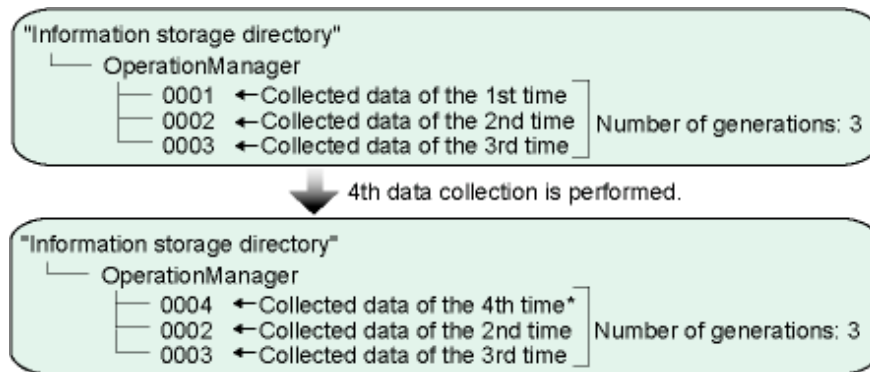 "Information storage directory"
OperationManager
0001 ←Collected data of the 1st time
0002 ←Collected data of the 2nd time
0003 ←Collected data of the 3rd time
Number of generations: 3
4th data collection is performed.
"Information storage directory"
OperationManager
0004 ←Collected data of the 4th time*
0002 ←Collected data of the 2nd time
0003 ←Collected data of the 3rd time
Number of generations: 3